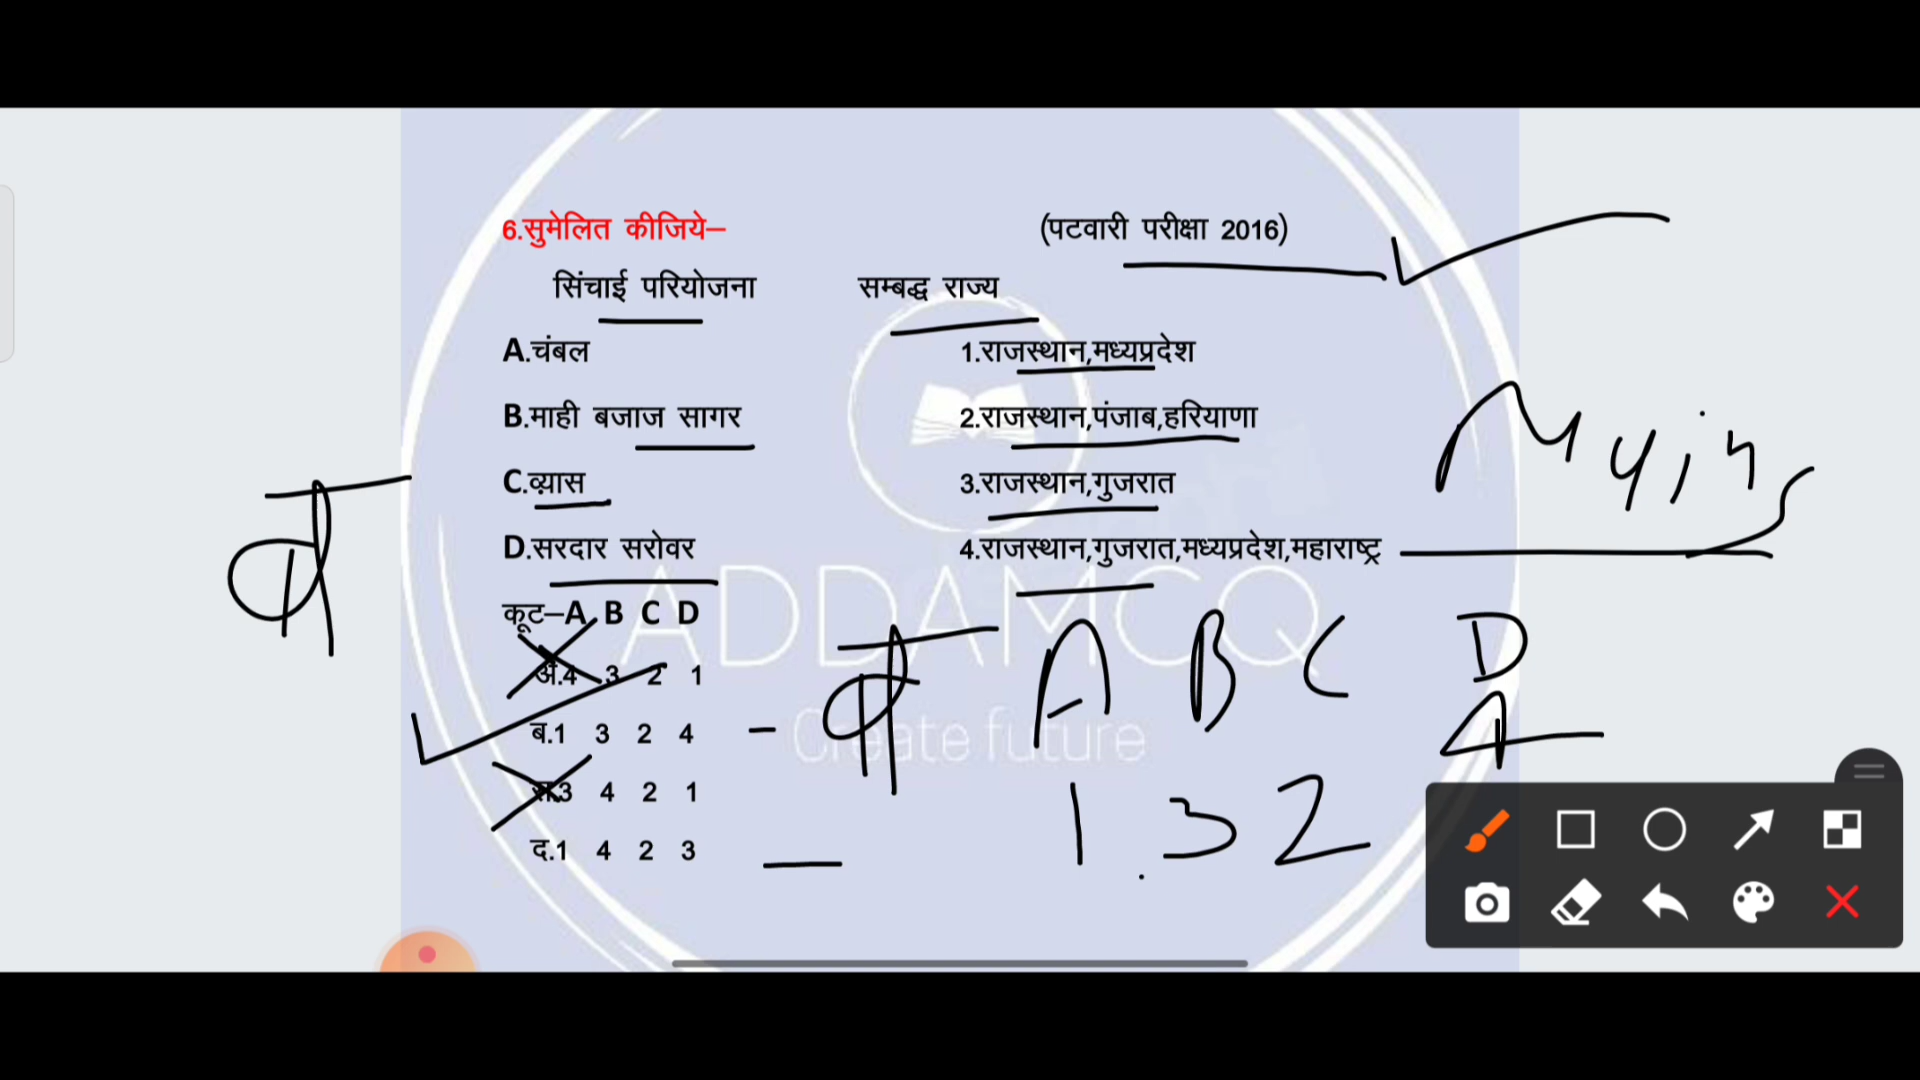 6.सुमेलित कीजिये– (पटवारी परीक्षा 2016)
सिंचाई परियोजना सम्बद्ध राज्य
A.चंबल 1.राजस्थान,मध्यप्रदेश
B.माही बजाज सागर 2.राजस्थान,पंजाब,हरियाणा
C.व्यास 3.राजस्थान,गुजरात
D.सरदार सरोवर 4.राजस्थान,गुजरात,मध्यप्रदेश,महाराष्ट्र
Mains
ब
ADDAMCQ
Create future
कूट–A B C D
अ.4 3 2 1
ब.1 3 2 4 – ब
स.3 4 2 1
द.1 4 2 3
A B C D
1 3 2 4